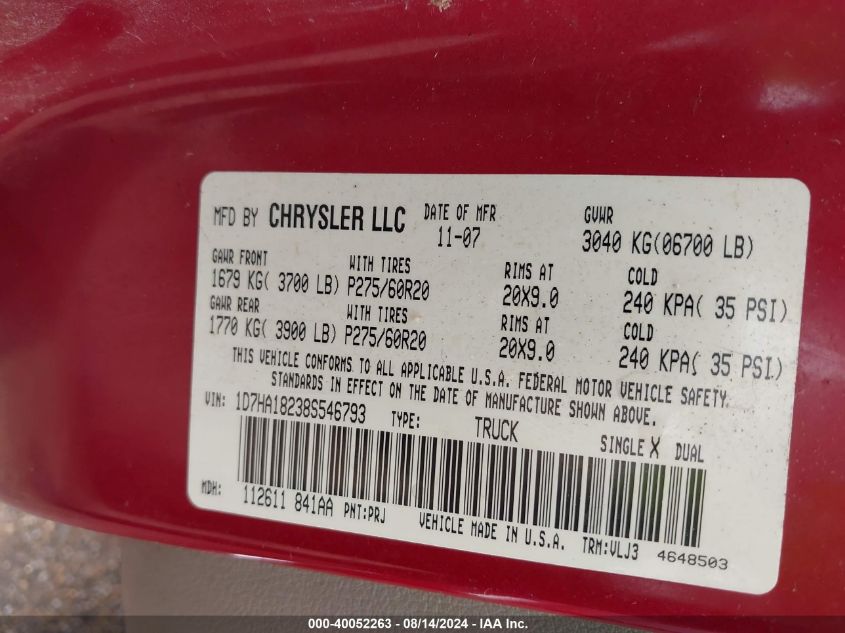 MFD BY CHRYSLER LLC DATE OF MFR GVWR
11-07 3040 KG(06700 LB)
GAWR FRONT WITH TIRES RIMS AT COLD
1679 KG( 3700 LB) P275/60R20 20X9.0 240 KPA( 35 PSI)
GAWR REAR WITH TIRES RIMS AT COLD
1770 KG( 3900 LB) P275/60R20 20X9.0 240 KPA( 35 PSI)
THIS VEHICLE CONFORMS TO ALL APPLICABLE U.S.A. FEDERAL MOTOR VEHICLE SAFETY
STANDARDS IN EFFECT ON THE DATE OF MANUFACTURE SHOWN ABOVE.
VIN: 1D7HA18238S546793 TYPE: TRUCK SINGLE X DUAL
MDH: 112611 841AA PNT:PRJ VEHICLE MADE IN U.S.A. TRM:VLJ3 4648503
000-40052263 - 08/14/2024 - IAAI Inc.